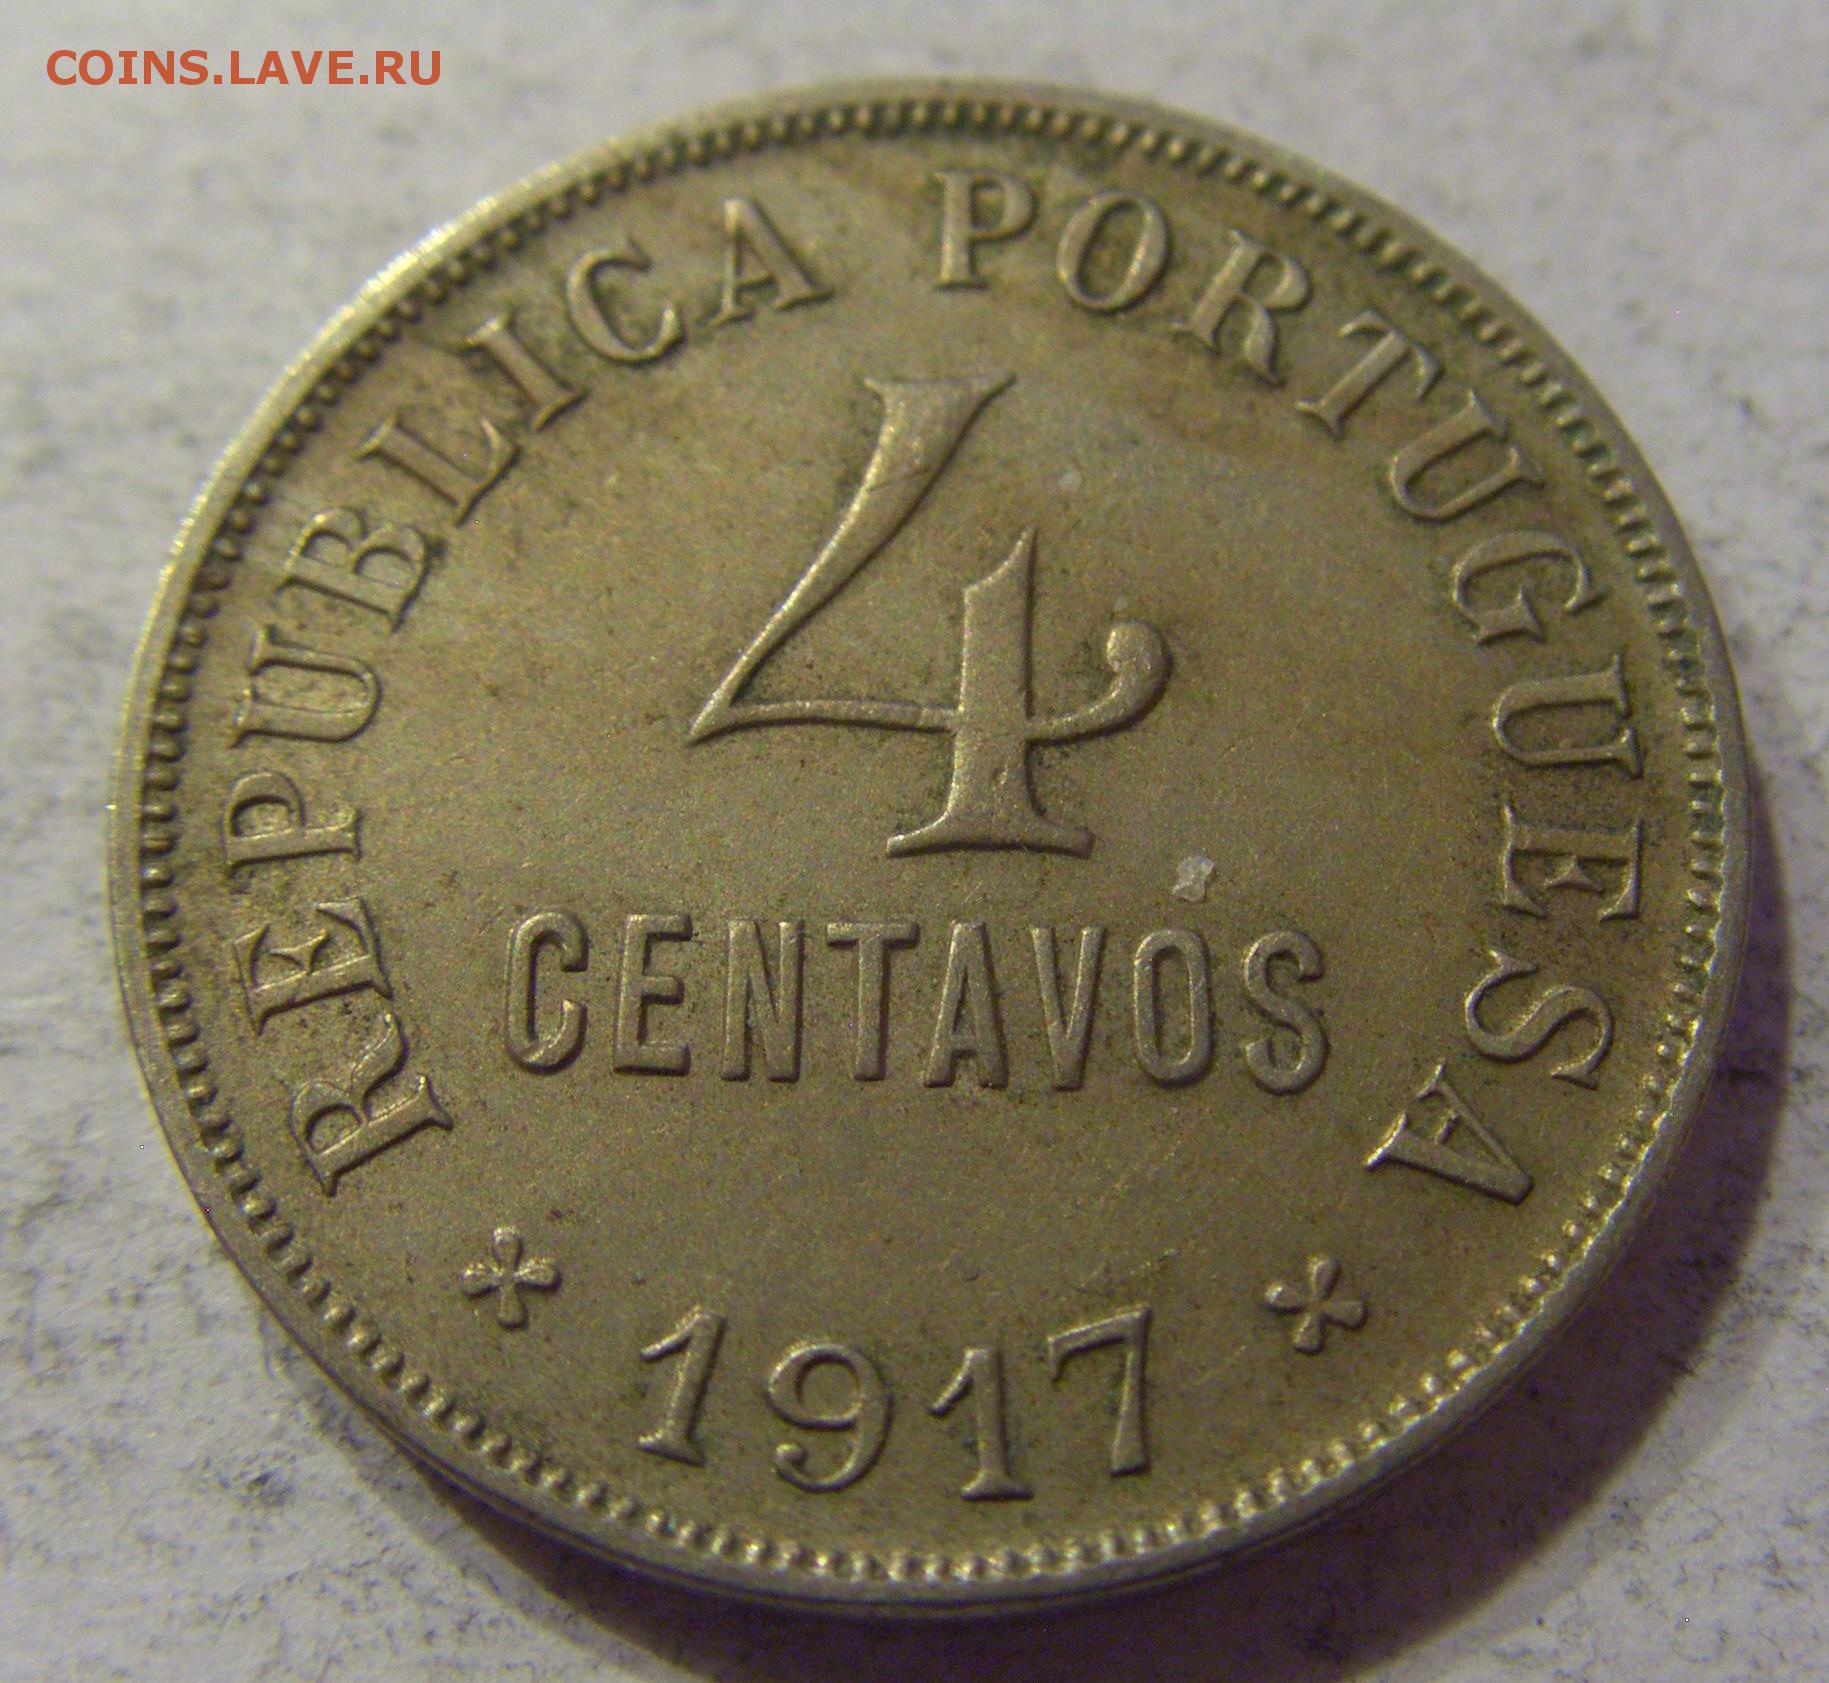 COINS.LAVE.RU
REPUBLICA PORTUGUESA
4
CENTAVOS
1917